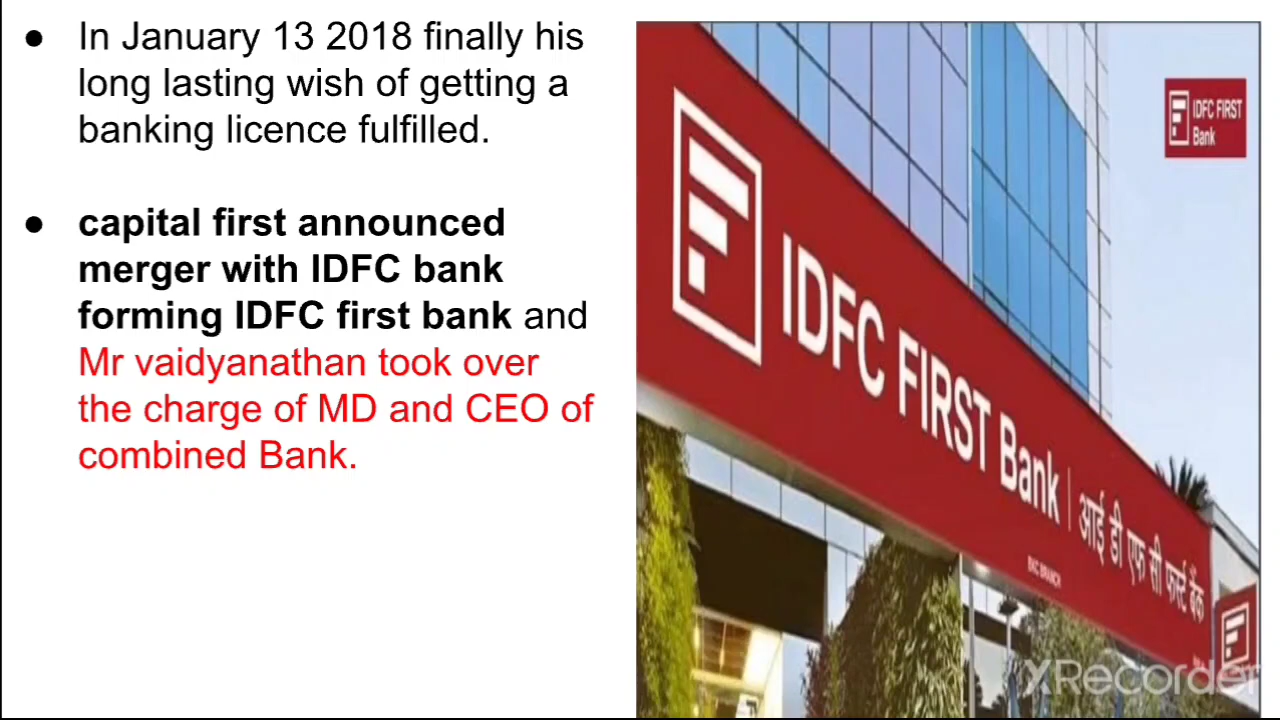 ● In January 13 2018 finally his
long lasting wish of getting a
banking licence fulfilled.
● capital first announced
merger with IDFC bank
forming IDFC first bank and
Mr vaidyanathan took over
the charge of MD and CEO of
combined Bank.
IDFC FIRST
Bank
IDFC FIRST Bank | आई डी एफ सी फर्स्ट बैंक
BKC BRANCH
XRecorder